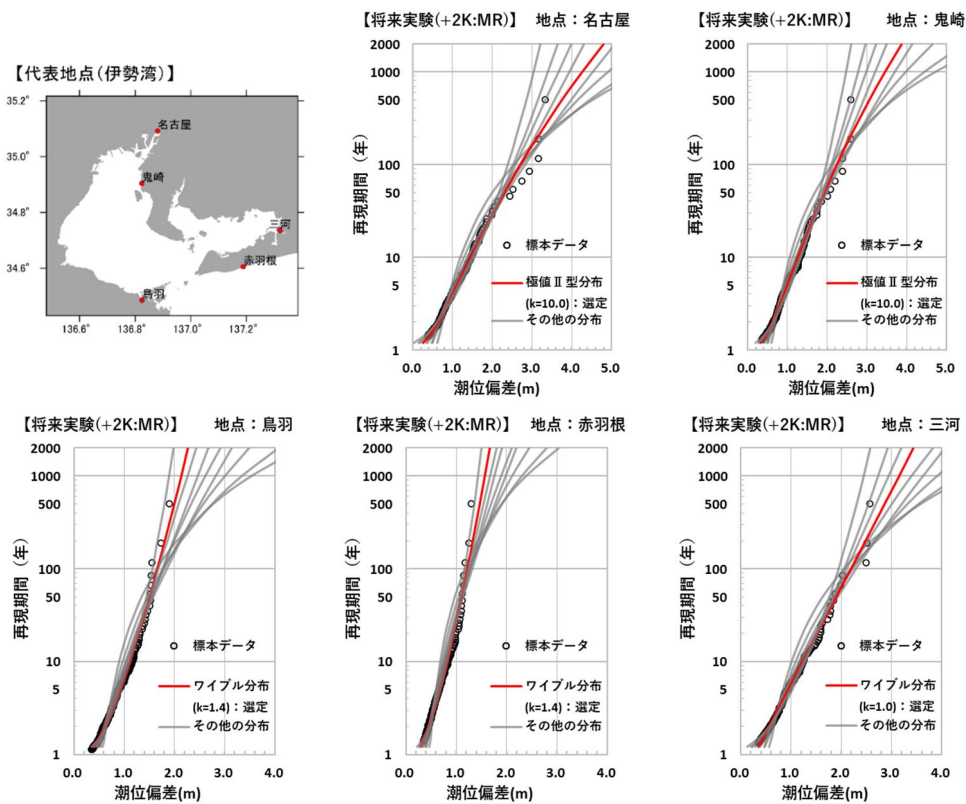 【代表地点(伊勢湾)】
35.2°
35.0°
34.8°
34.6°
136.6°
136.8°
137.0°
137.2°
名古屋
鬼崎
三河
赤羽根
鳥羽
【将来実験(+2K:MR)】 地点：名古屋
再現期間（年）
2000
1000
500
100
50
10
5
1
標本データ
極値Ⅱ型分布
(k=10.0)：選定
その他の分布
0.0 1.0 2.0 3.0 4.0 5.0
潮位偏差(m)
【将来実験(+2K:MR)】 地点：鬼崎
再現期間（年）
2000
1000
500
100
50
10
5
1
標本データ
極値Ⅱ型分布
(k=10.0)：選定
その他の分布
0.0 1.0 2.0 3.0 4.0 5.0
潮位偏差(m)
【将来実験(+2K:MR)】 地点：鳥羽
再現期間（年）
2000
1000
500
100
50
10
5
1
標本データ
ワイブル分布
(k=1.4)：選定
その他の分布
0.0 1.0 2.0 3.0 4.0
潮位偏差(m)
【将来実験(+2K:MR)】 地点：赤羽根
再現期間（年）
2000
1000
500
100
50
10
5
1
標本データ
ワイブル分布
(k=1.4)：選定
その他の分布
0.0 1.0 2.0 3.0 4.0
潮位偏差(m)
【将来実験(+2K:MR)】 地点：三河
再現期間（年）
2000
1000
500
100
50
10
5
1
標本データ
ワイブル分布
(k=1.0)：選定
その他の分布
0.0 1.0 2.0 3.0 4.0
潮位偏差(m)